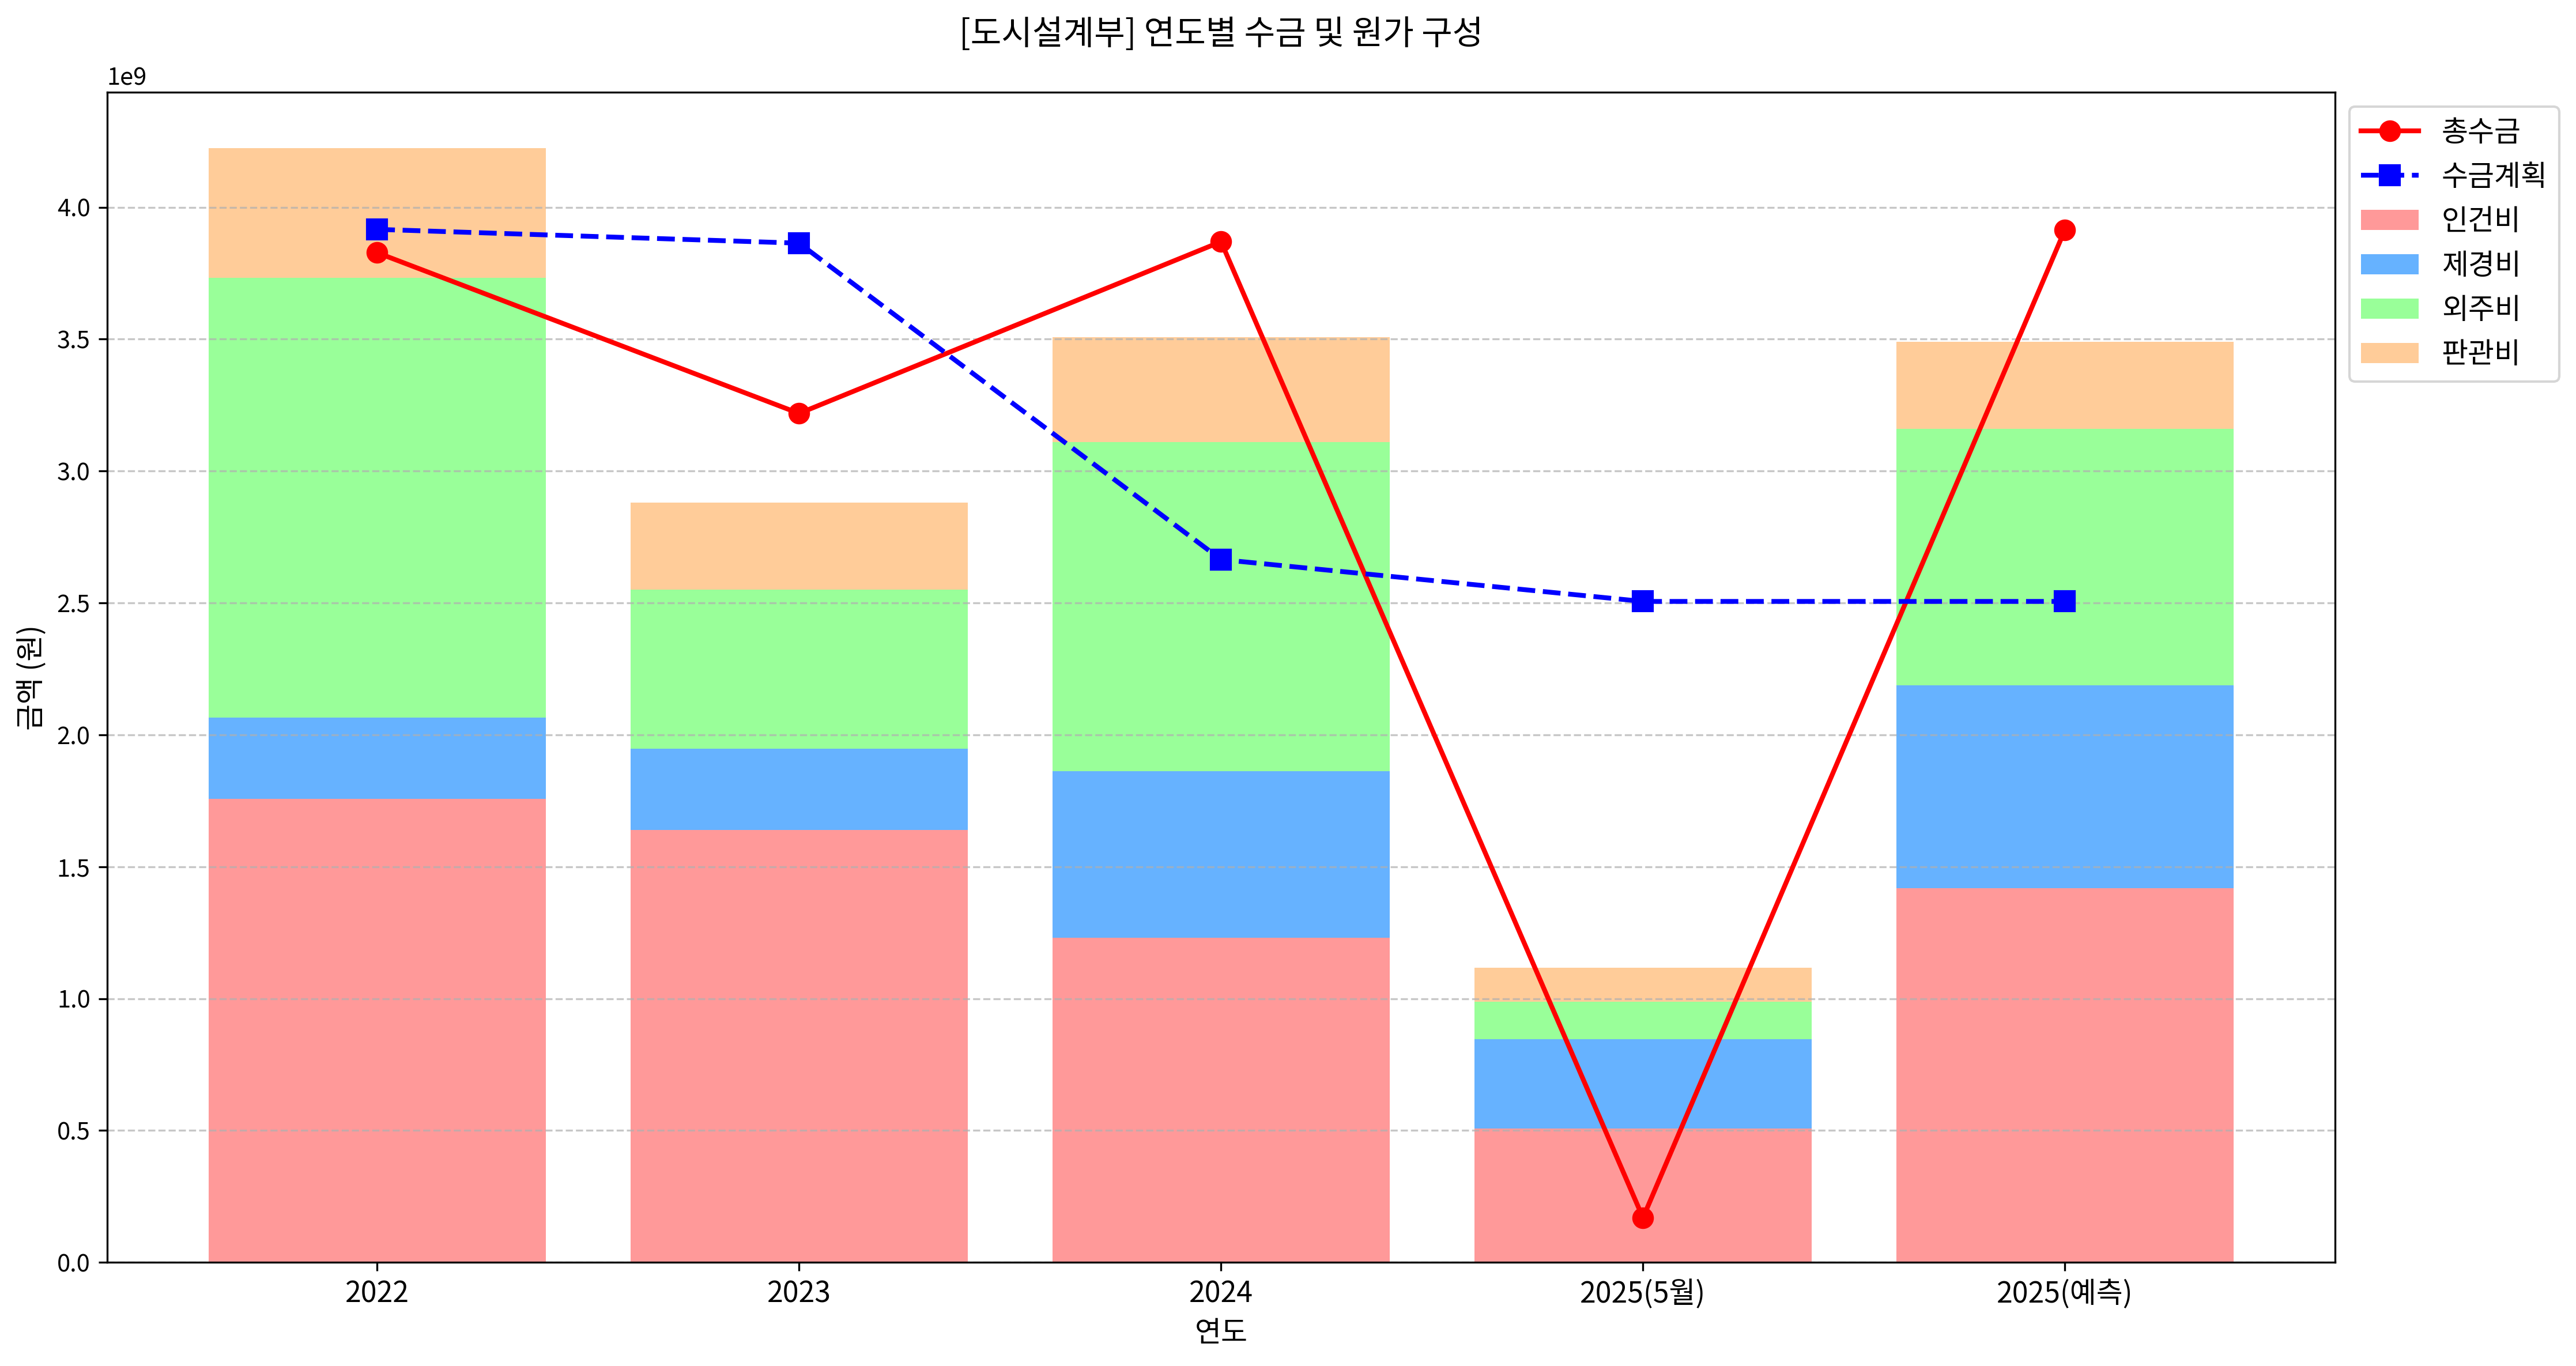 [도시설계부] 연도별 수금 및 원가 구성
1e9
4.0
3.5
3.0
2.5
2.0
1.5
1.0
0.5
0.0
금액 (원)
2022
2023
2024
2025(5월)
2025(예측)
연도
총수금
수금계획
인건비
제경비
외주비
판관비